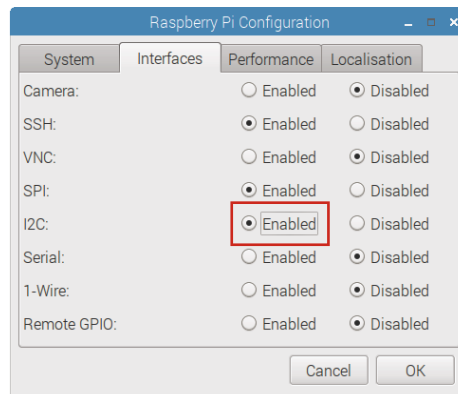 Raspberry Pi Configuration
System Interfaces Performance Localisation
Camera: Enabled Disabled
SSH: Enabled Disabled
VNC: Enabled Disabled
SPI: Enabled Disabled
I2C: Enabled Disabled
Serial: Enabled Disabled
1-Wire: Enabled Disabled
Remote GPIO: Enabled Disabled
Cancel OK